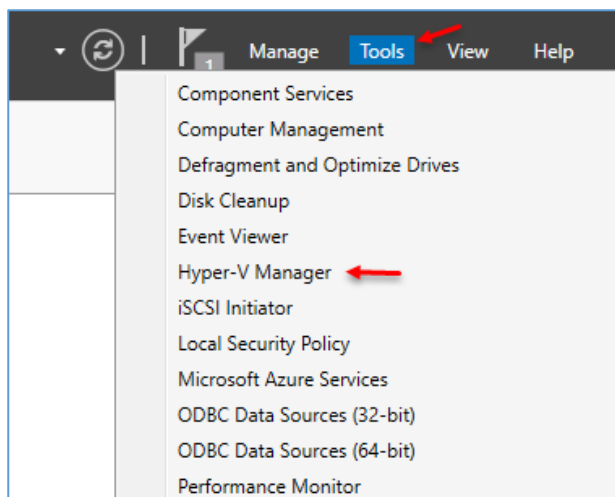 1 Manage Tools View Help
Component Services
Computer Management
Defragment and Optimize Drives
Disk Cleanup
Event Viewer
Hyper-V Manager
iSCSI Initiator
Local Security Policy
Microsoft Azure Services
ODBC Data Sources (32-bit)
ODBC Data Sources (64-bit)
Performance Monitor